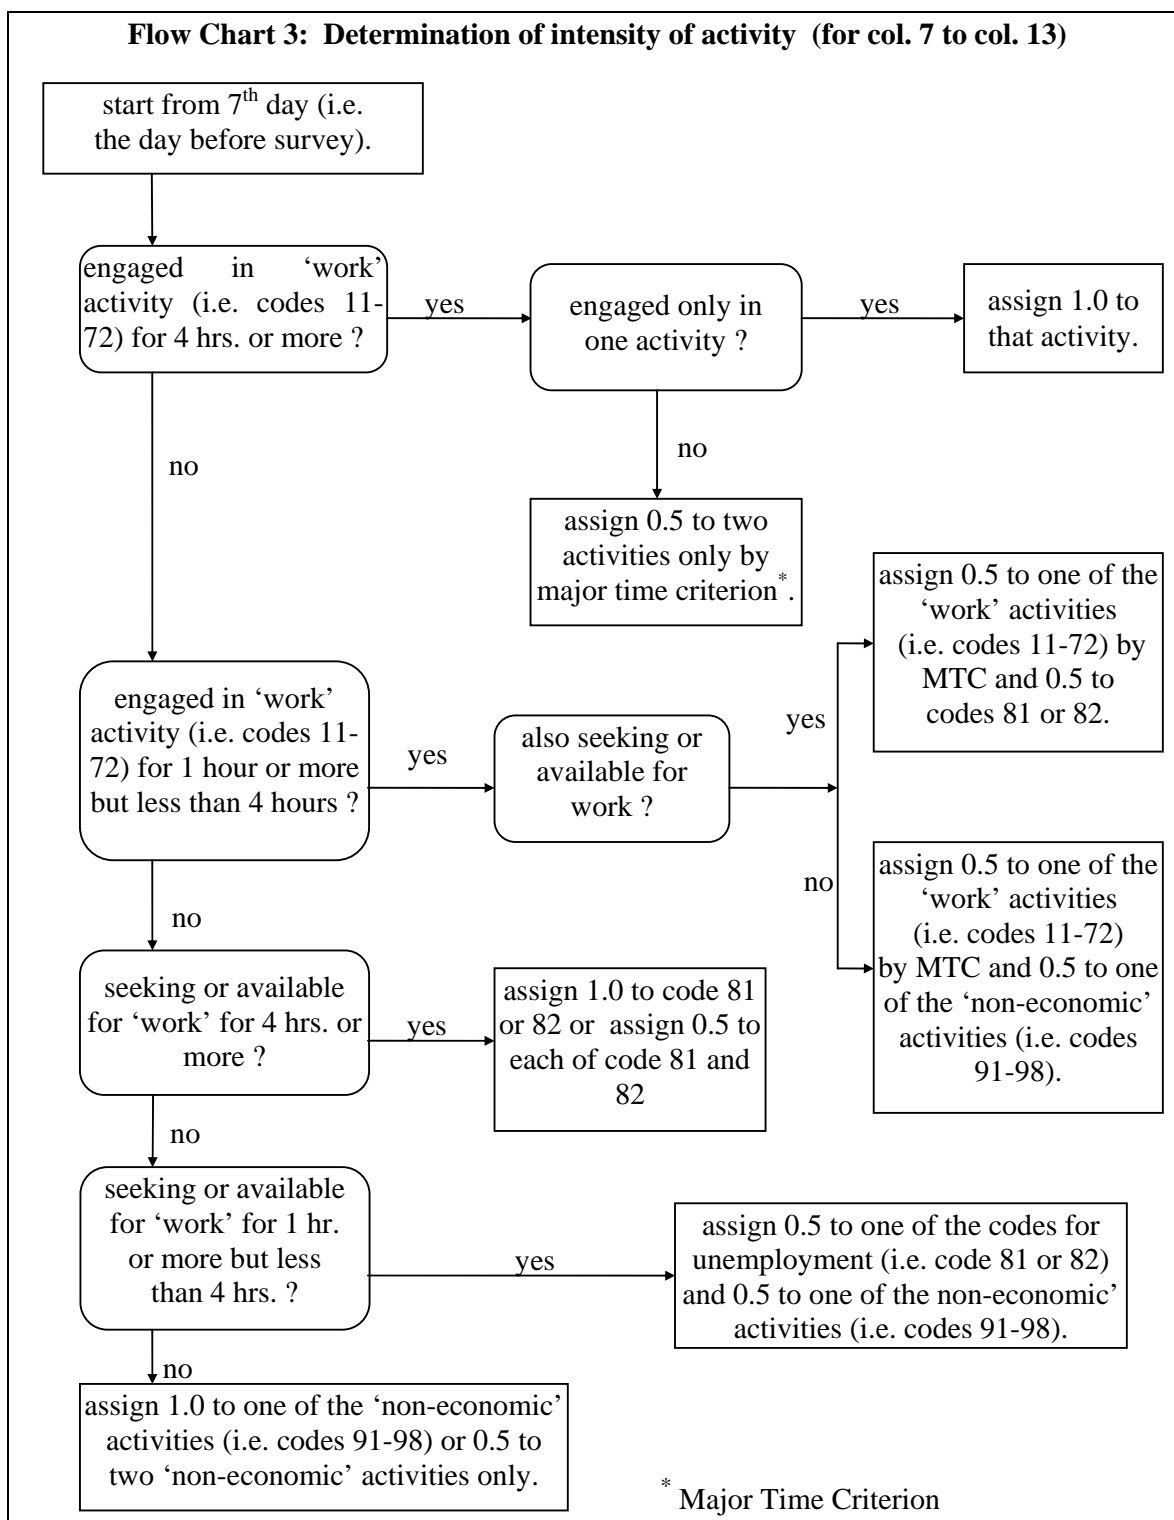 Flow Chart 3:  Determination of intensity of activity  (for col. 7 to col. 13)
start from 7th day (i.e.
the day before survey).
engaged in ‘work’
activity (i.e. codes 11-
72) for 4 hrs. or more ?
yes
engaged only in
one activity ?
yes
assign 1.0 to
that activity.
no
no
assign 0.5 to two
activities only by
major time criterion*.
engaged in ‘work’
activity (i.e. codes 11-
72) for 1 hour or more
but less than 4 hours ?
yes
also seeking or
available for
work ?
yes
assign 0.5 to one of the
‘work’ activities
(i.e. codes 11-72) by
MTC and 0.5 to
codes 81 or 82.
no
assign 0.5 to one of the
‘work’ activities
(i.e. codes 11-72)
by MTC and 0.5 to one
of the ‘non-economic’
activities (i.e. codes
91-98).
no
seeking or available
for ‘work’ for 4 hrs. or
more ?
yes
assign 1.0 to code 81
or 82 or  assign 0.5 to
each of code 81 and
82
no
seeking or available
for ‘work’ for 1 hr.
or more but less
than 4 hrs. ?
yes
assign 0.5 to one of the codes for
unemployment (i.e. code 81 or 82)
and 0.5 to one of the non-economic’
activities (i.e. codes 91-98).
no
assign 1.0 to one of the ‘non-economic’
activities (i.e. codes 91-98) or 0.5 to
two ‘non-economic’ activities only.
* Major Time Criterion